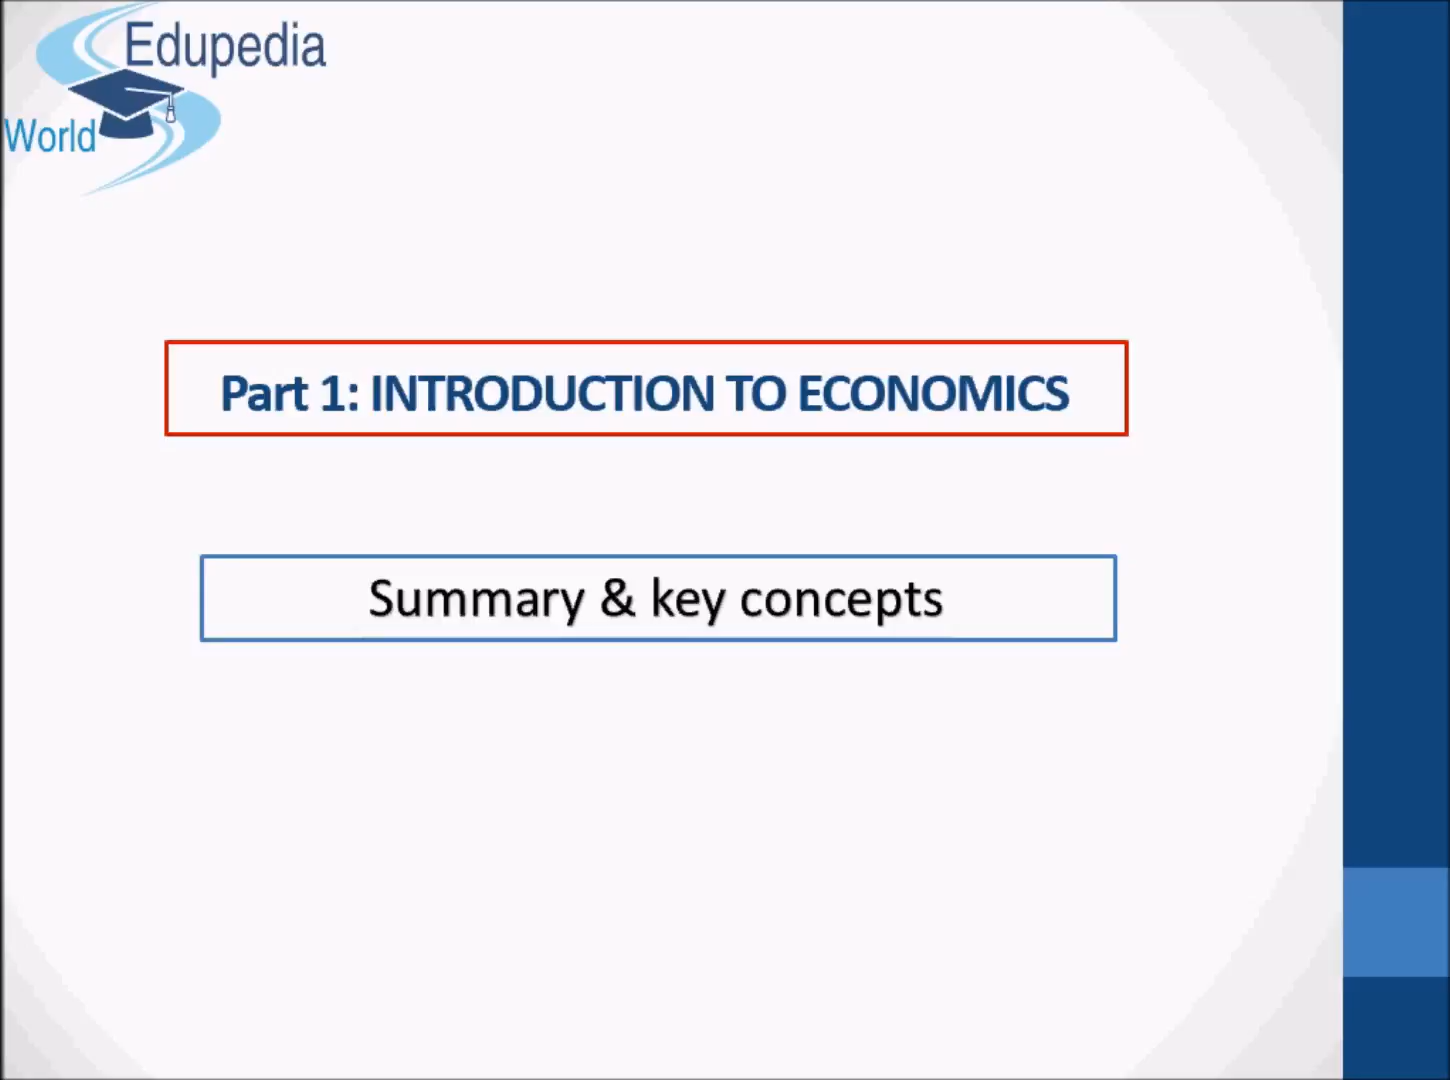 Edupedia
World
Part 1: INTRODUCTION TO ECONOMICS
Summary & key concepts